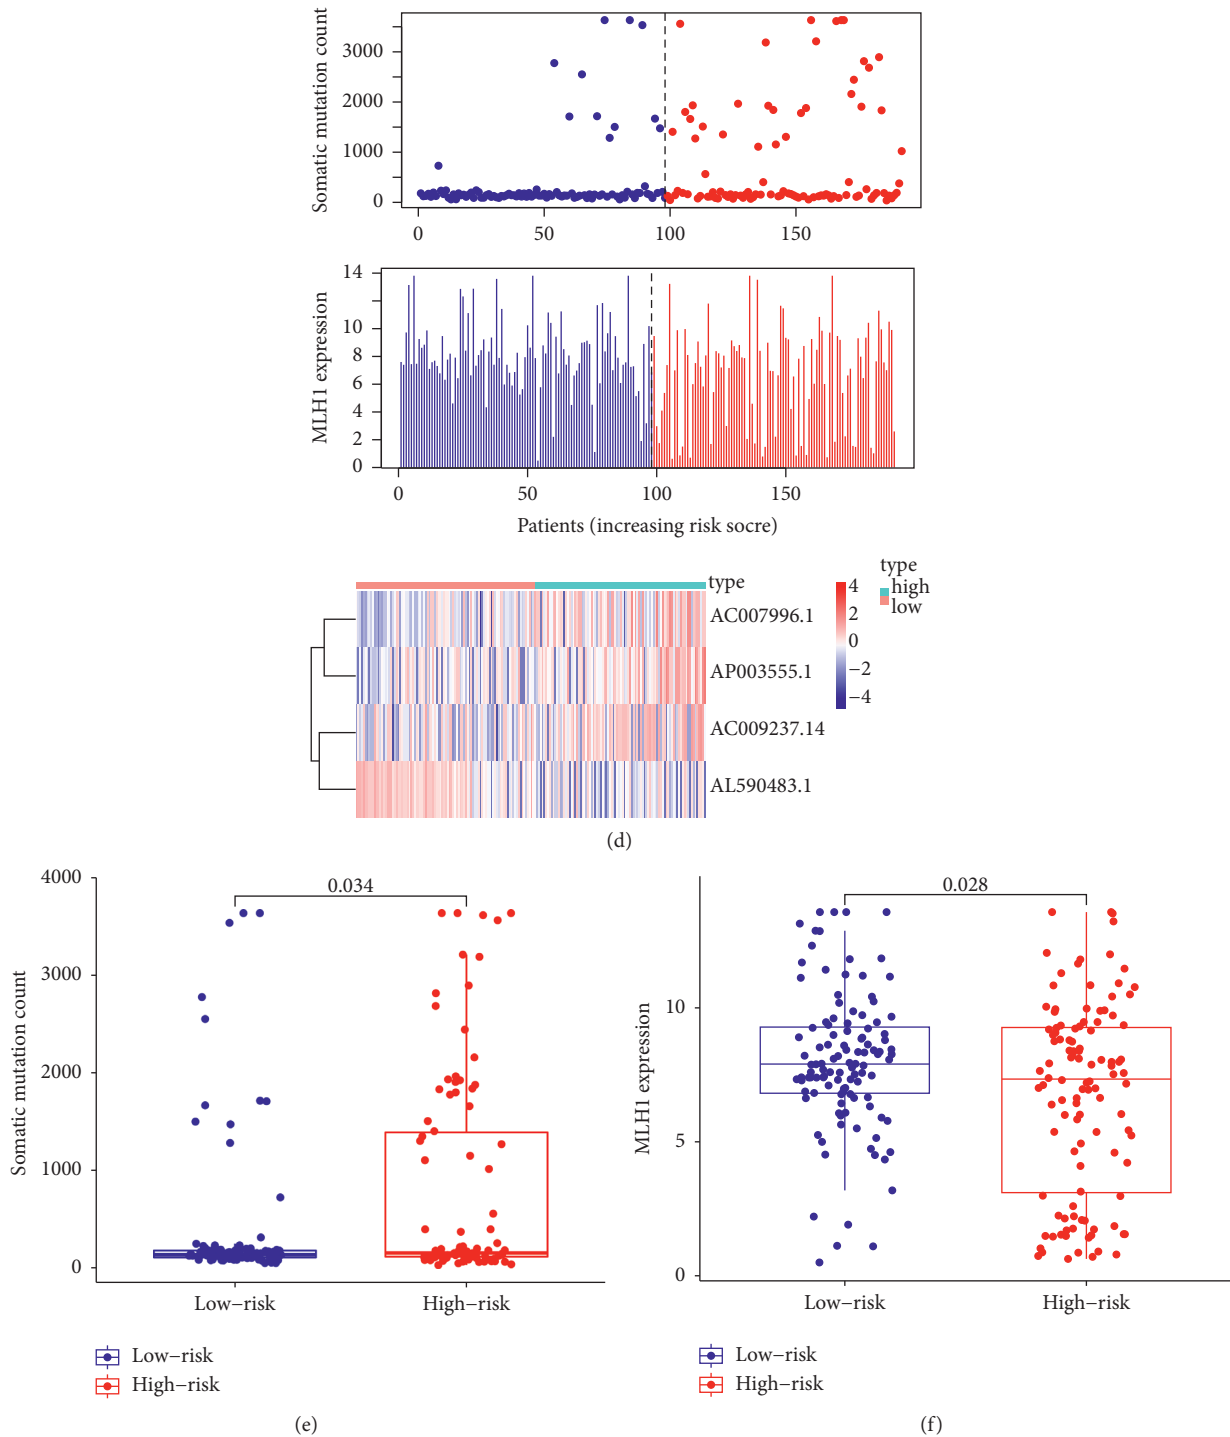 Somatic mutation count
3000
2000
1000
0
0 50 100 150
MLH1 expression
14
10
8
6
4
2
0
0 50 100 150
Patients (increasing risk socre)
type
AC007996.1
AP003555.1
AC009237.14
AL590483.1
4
2
0
−2
−4
type
high
low
(d)
Somatic mutation count
4000
3000
2000
1000
0
0.034
Low−risk High−risk
Low−risk
High−risk
(e)
MLH1 expression
10
5
0
0.028
Low−risk High−risk
Low−risk
High−risk
(f)